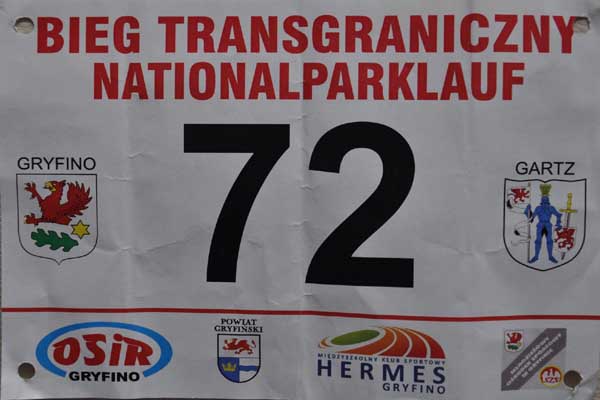 BIEG TRANSGRANICZNY
NATIONALPARKLAUF
GRYFINO
72
GARTZ
OSiR
GRYFINO
POWIAT
GRYFIŃSKI
MIĘDZYSZKOLNY KLUB SPORTOWY
HERMES
GRYFINO